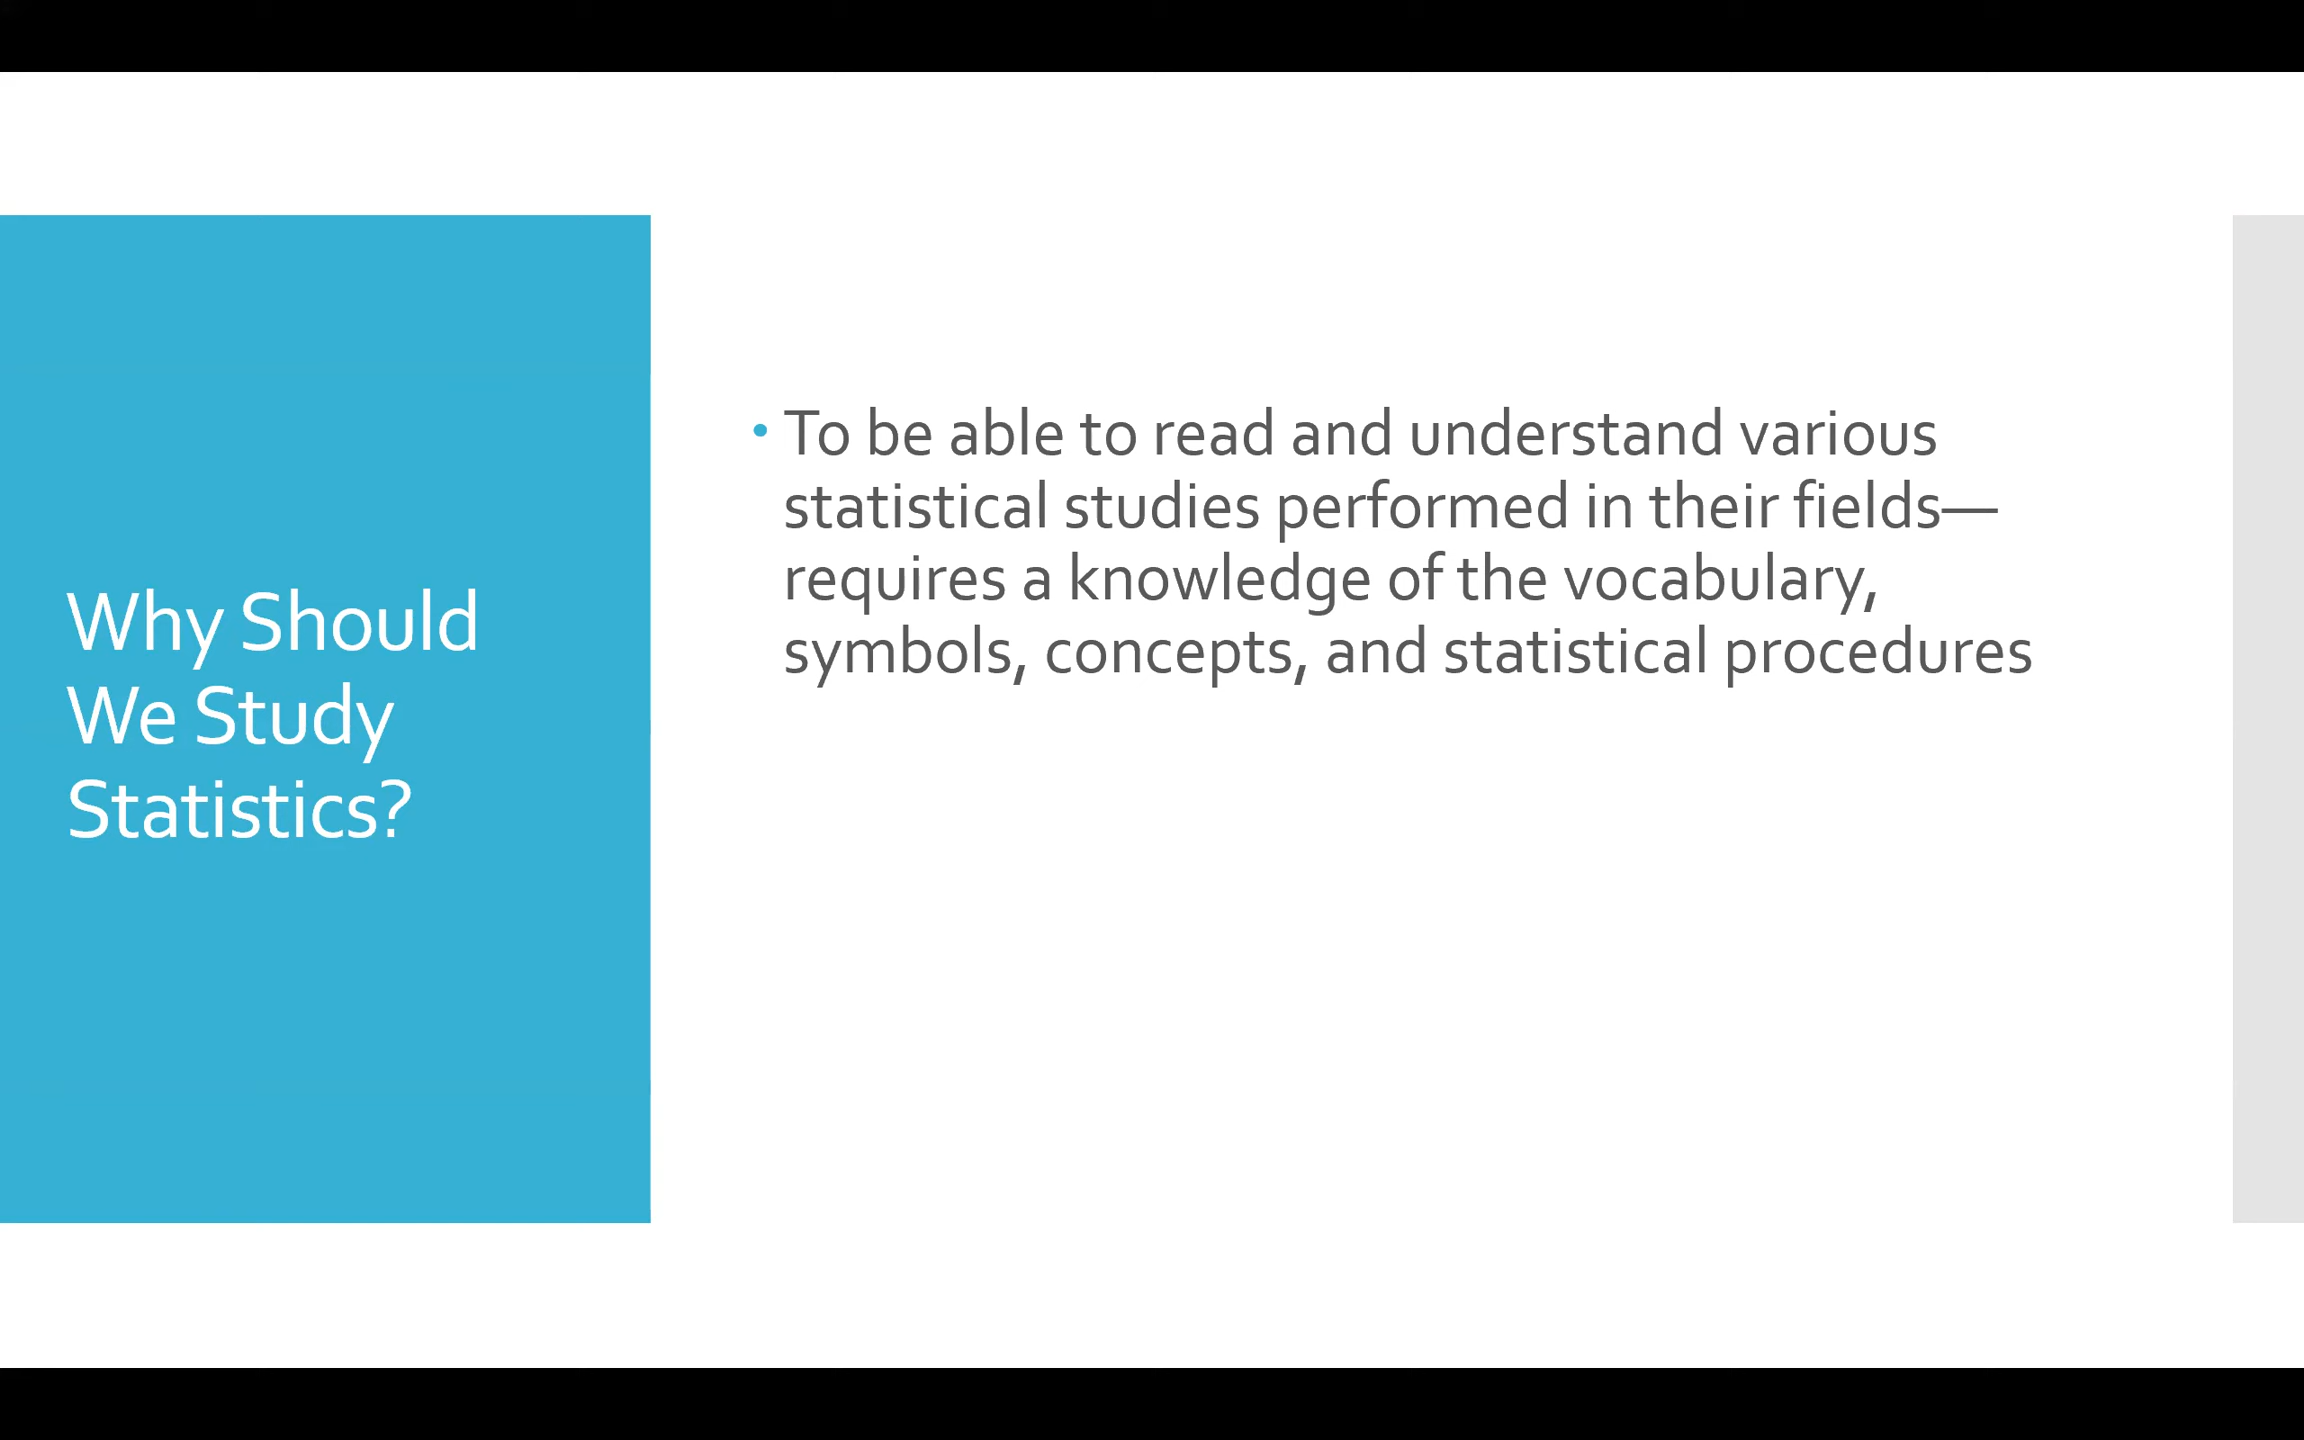 Why Should
We Study
Statistics?
• To be able to read and understand various
statistical studies performed in their fields—
requires a knowledge of the vocabulary,
symbols, concepts, and statistical procedures